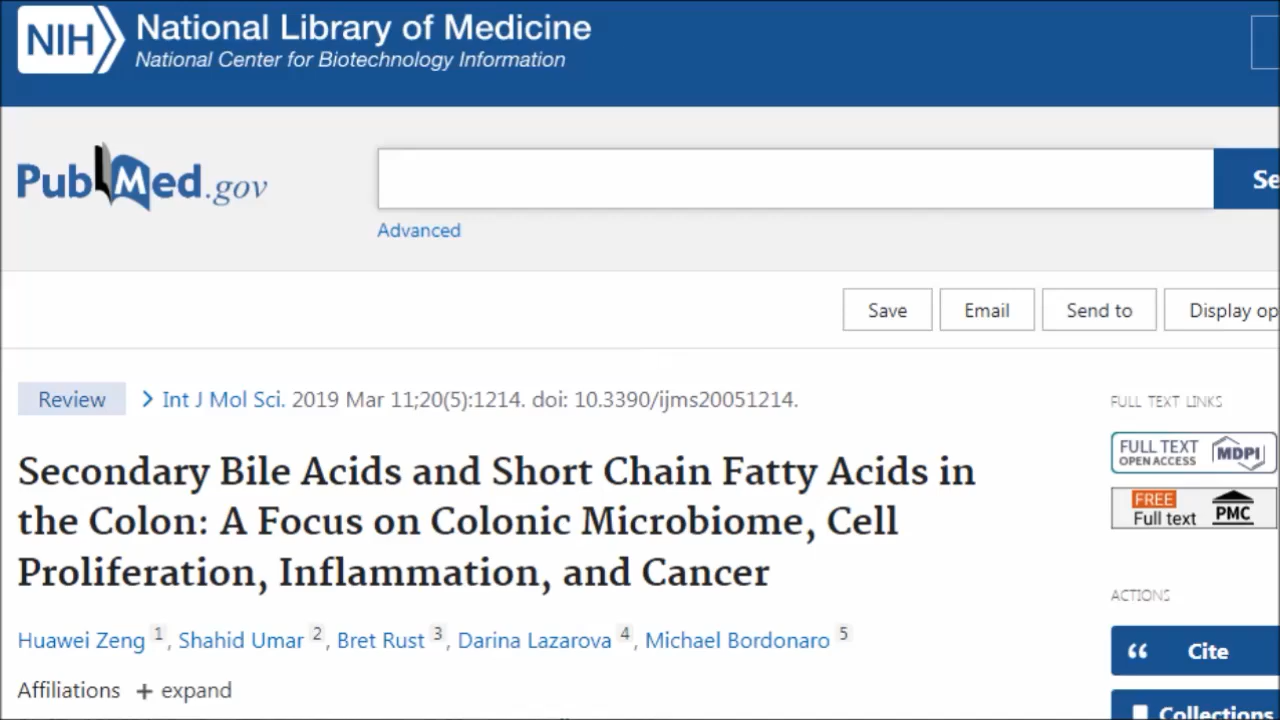 NIH National Library of Medicine
National Center for Biotechnology Information
PubMed.gov
Se
Advanced
Save
Email
Send to
Display op
Review
Int J Mol Sci. 2019 Mar 11;20(5):1214. doi: 10.3390/ijms20051214.
Secondary Bile Acids and Short Chain Fatty Acids in
the Colon: A Focus on Colonic Microbiome, Cell
Proliferation, Inflammation, and Cancer
Huawei Zeng 1, Shahid Umar 2, Bret Rust 3, Darina Lazarova 4, Michael Bordonaro 5
Affiliations + expand
FULL TEXT LINKS
FULL TEXT
OPEN ACCESS
MDPI
FREE
Full text
PMC
ACTIONS
Cite
Collections